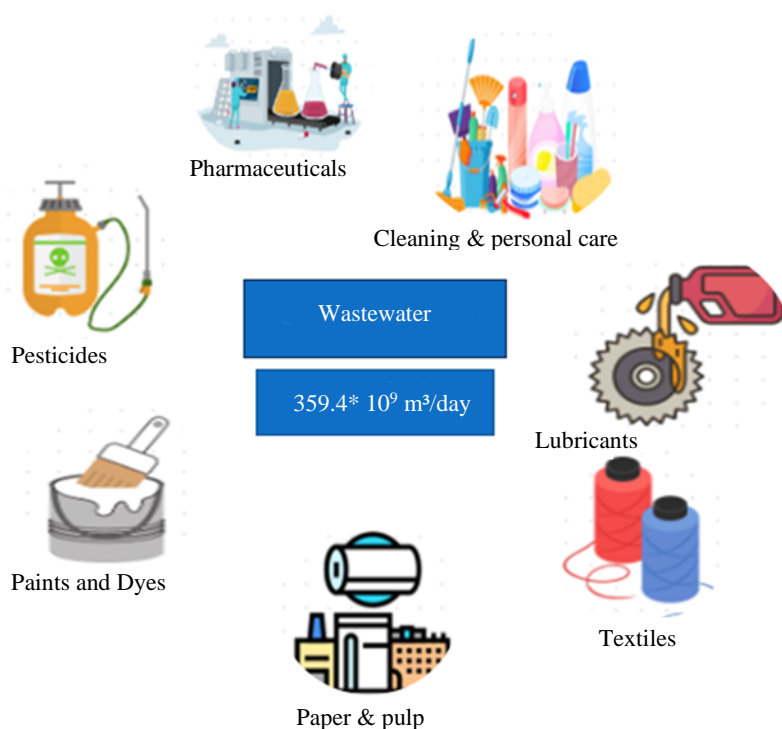 Pharmaceuticals
Cleaning & personal care
Pesticides
Wastewater
359.4* 10⁹ m³/day
Lubricants
Paints and Dyes
Textiles
Paper & pulp